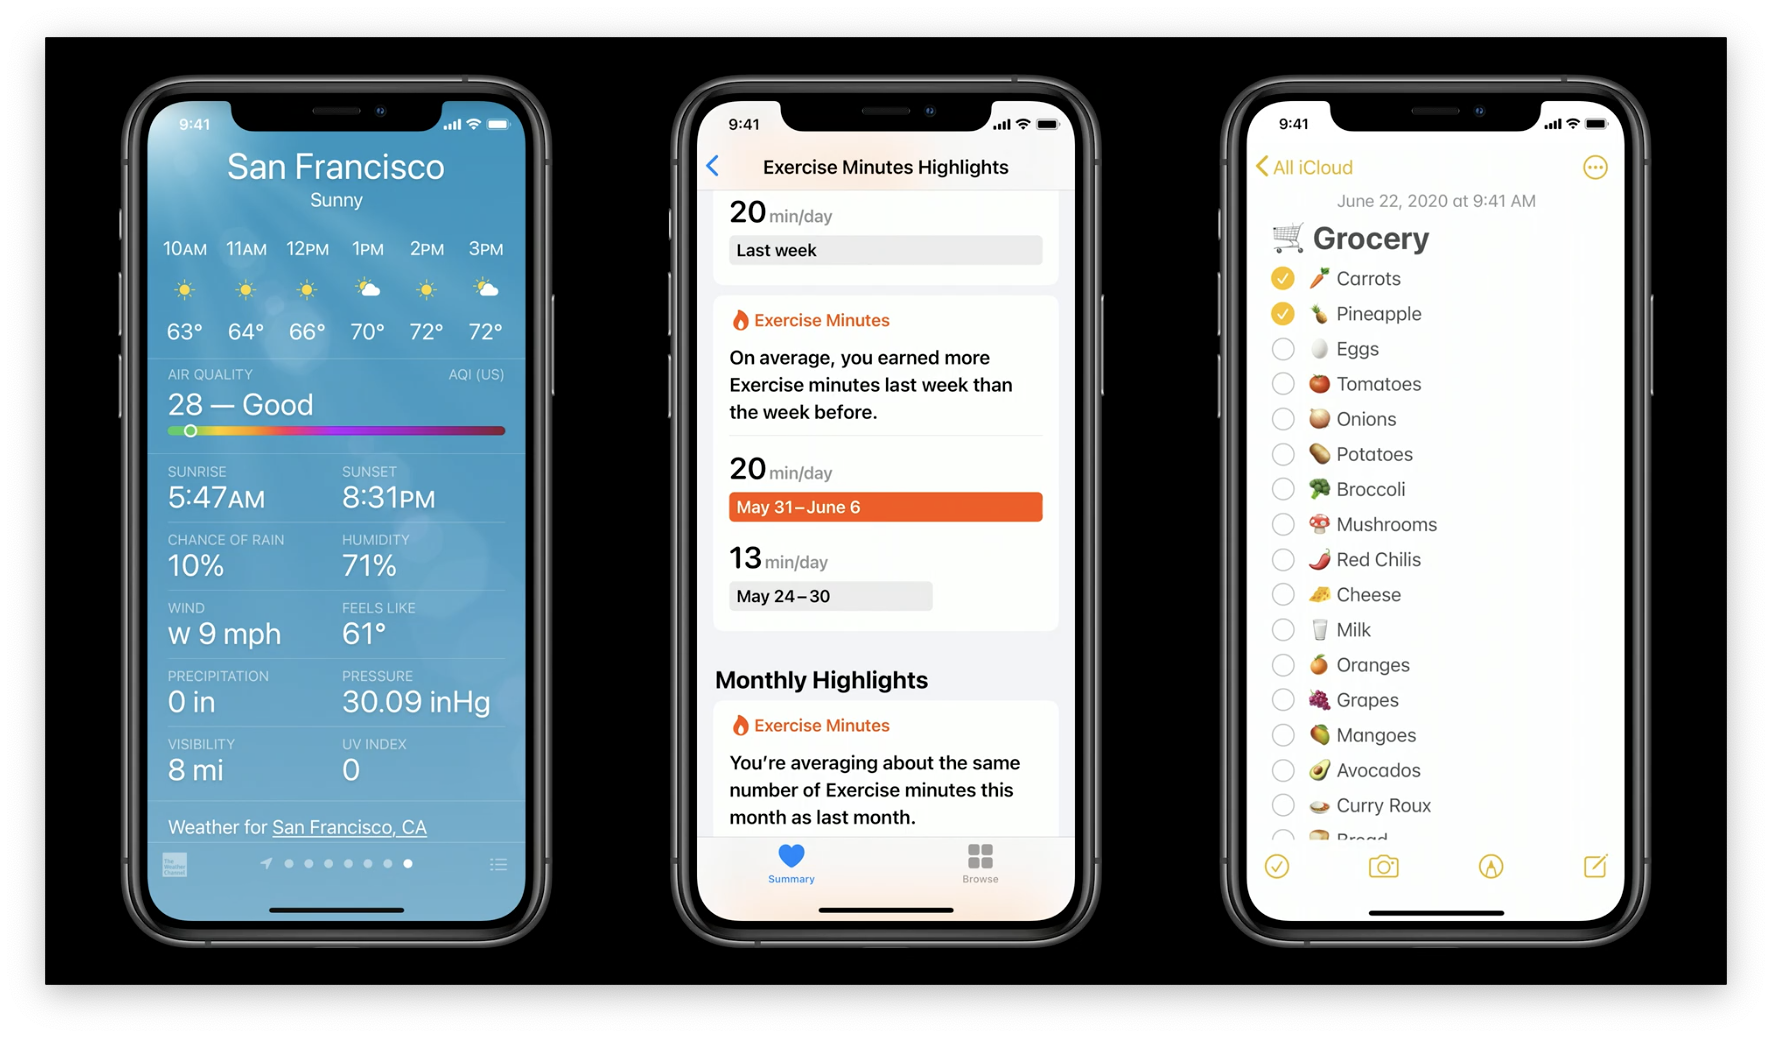 9:41
San Francisco
Sunny
10AM 11AM 12PM 1PM 2PM 3PM
63° 64° 66° 70° 72° 72°
AIR QUALITY AQI (US)
28 — Good
SUNRISE SUNSET
5:47AM 8:31PM
CHANCE OF RAIN HUMIDITY
10% 71%
WIND FEELS LIKE
w 9 mph 61°
PRECIPITATION PRESSURE
0 in 30.09 inHg
VISIBILITY UV INDEX
8 mi 0
Weather for San Francisco, CA
The
Weather
Channel
9:41
Exercise Minutes Highlights
20 min/day
Last week
Exercise Minutes
On average, you earned more
Exercise minutes last week than
the week before.
20 min/day
May 31–June 6
13 min/day
May 24–30
Monthly Highlights
Exercise Minutes
You’re averaging about the same
number of Exercise minutes this
month as last month.
Summary Browse
9:41
All iCloud
June 22, 2020 at 9:41 AM
Grocery
Carrots
Pineapple
Eggs
Tomatoes
Onions
Potatoes
Broccoli
Mushrooms
Red Chilis
Cheese
Milk
Oranges
Grapes
Mangoes
Avocados
Curry Roux
Bread